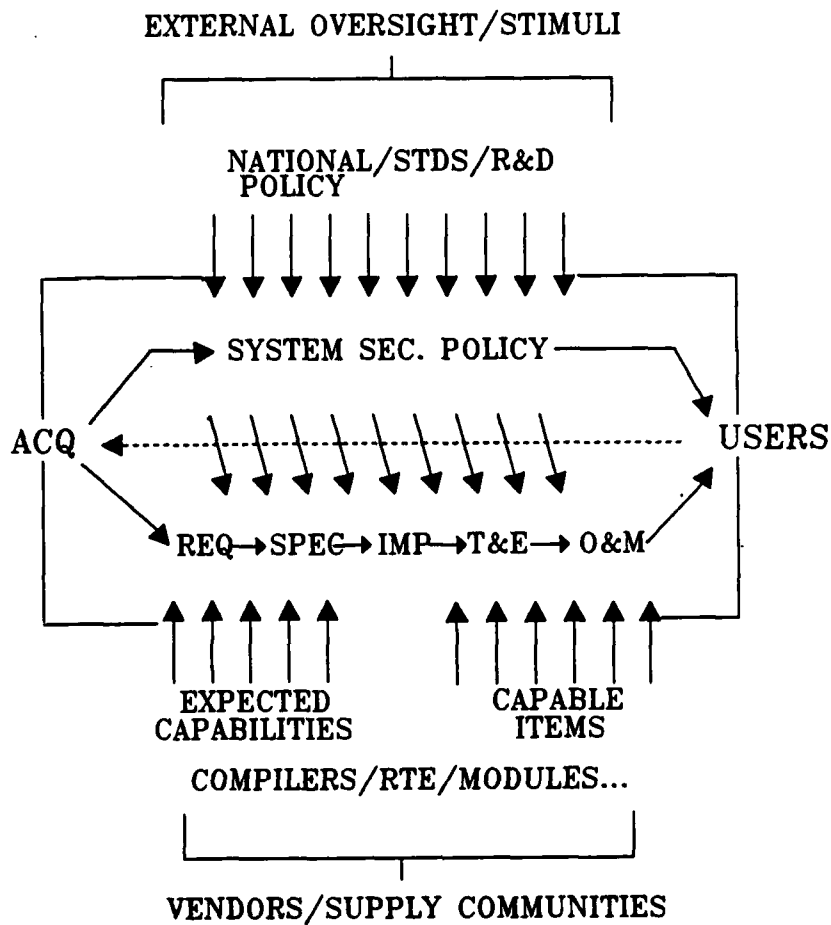 EXTERNAL OVERSIGHT/STIMULI
NATIONAL/STDS/R&D
POLICY
SYSTEM SEC. POLICY
ACQ
USERS
REQ
SPEC
IMP
T&E
O&M
EXPECTED
CAPABILITIES
CAPABLE
ITEMS
COMPILERS/RTE/MODULES...
VENDORS/SUPPLY COMMUNITIES